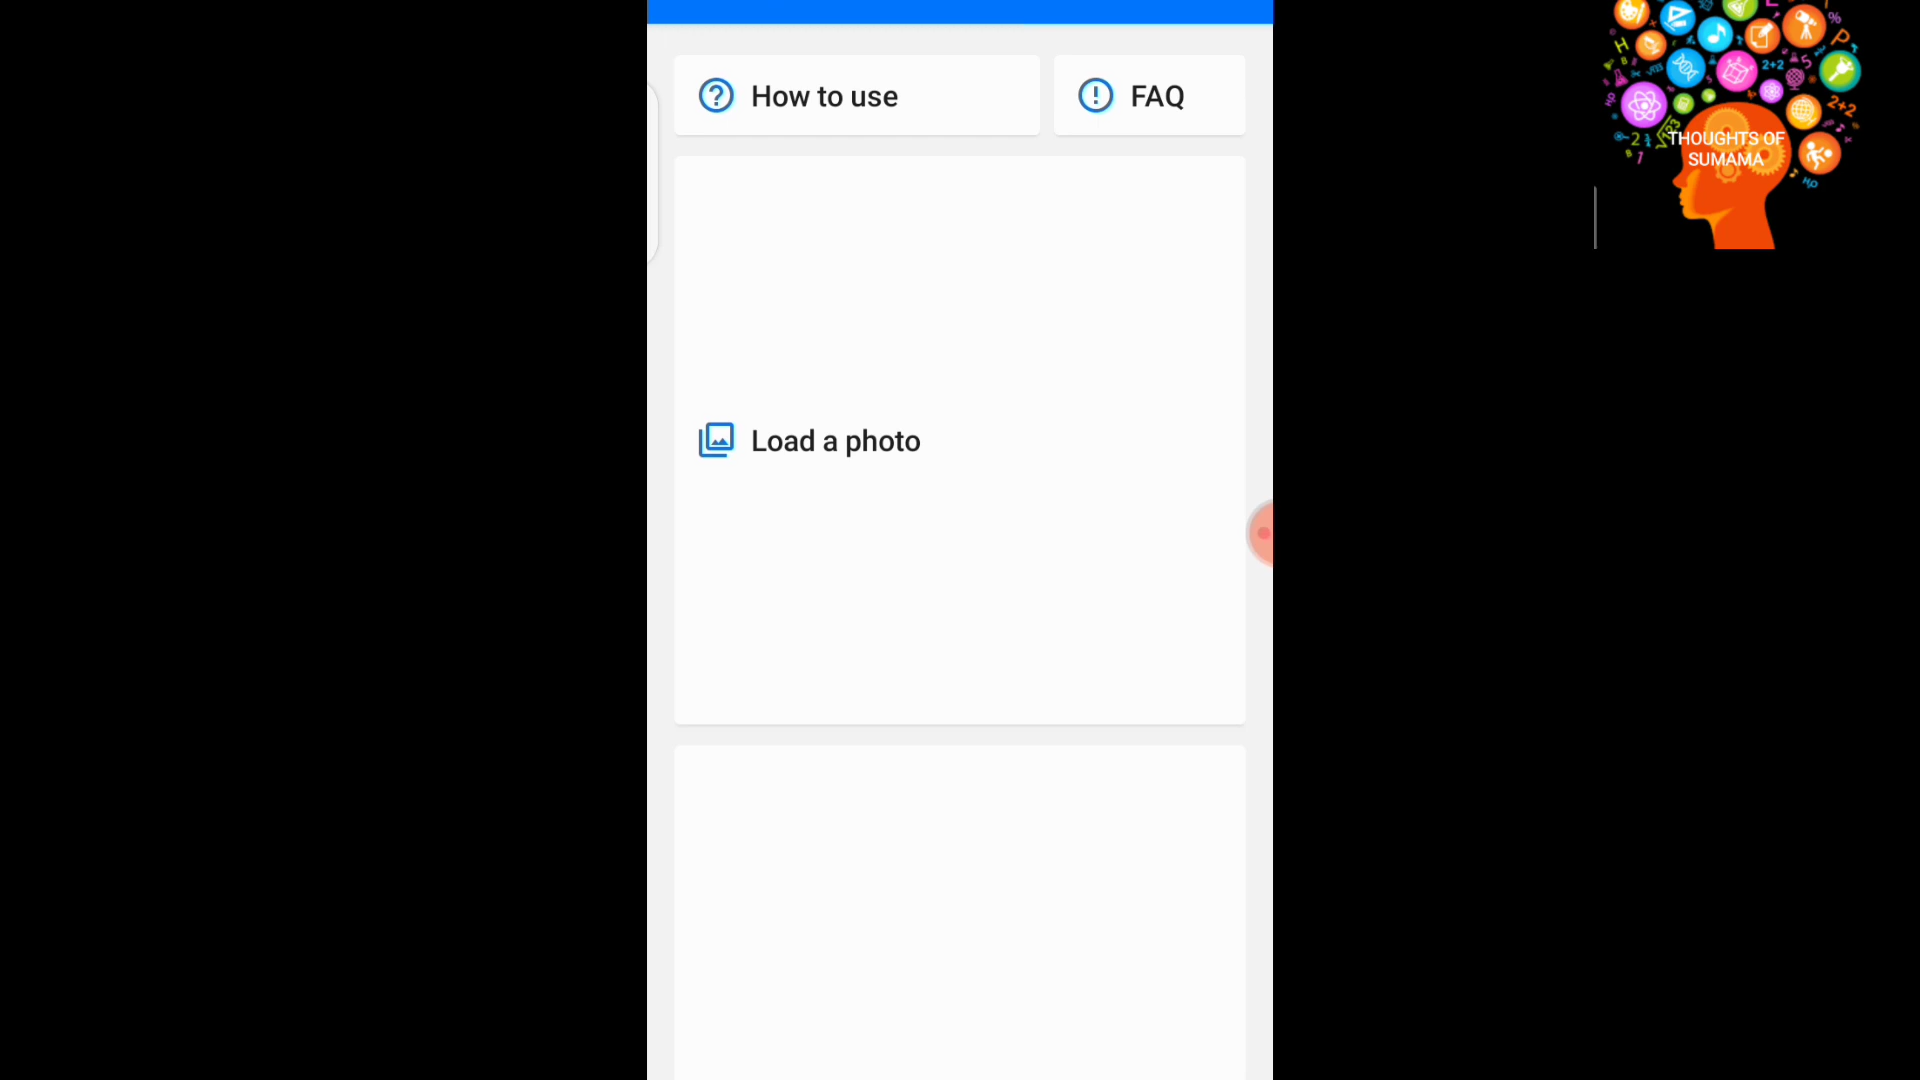 How to use
FAQ
Load a photo
THOUGHTS OF
SUMAMA